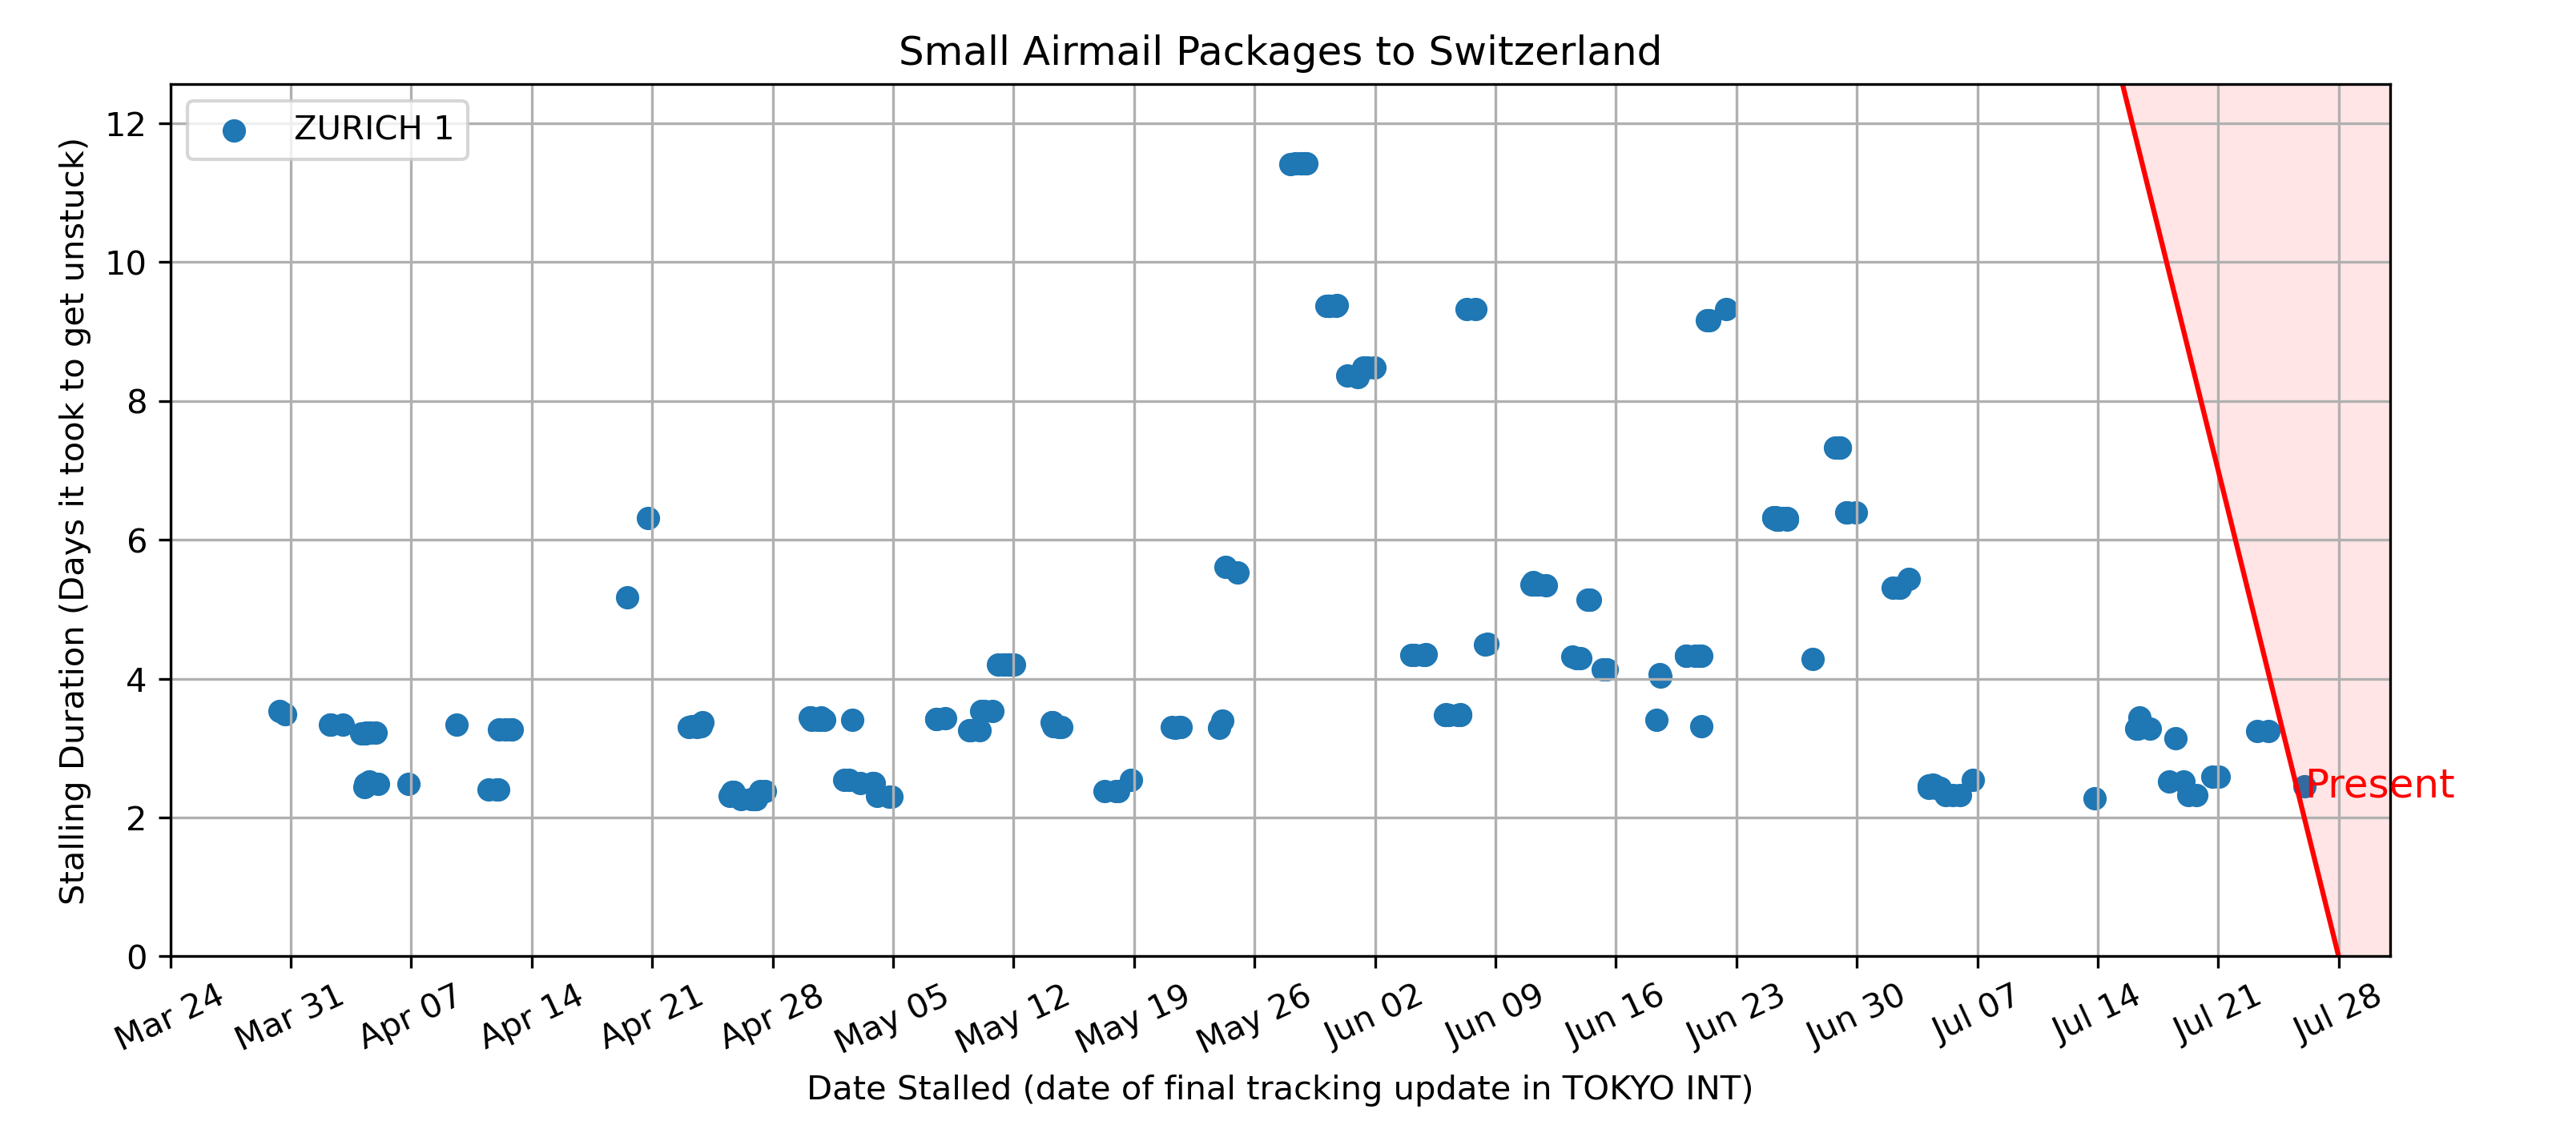 Small Airmail Packages to Switzerland
ZURICH 1
Stalling Duration (Days it took to get unstuck)
12
10
8
6
4
2
0
Present
Mar 24 Mar 31 Apr 07 Apr 14 Apr 21 Apr 28 May 05 May 12 May 19 May 26 Jun 02 Jun 09 Jun 16 Jun 23 Jun 30 Jul 07 Jul 14 Jul 21 Jul 28
Date Stalled (date of final tracking update in TOKYO INT)